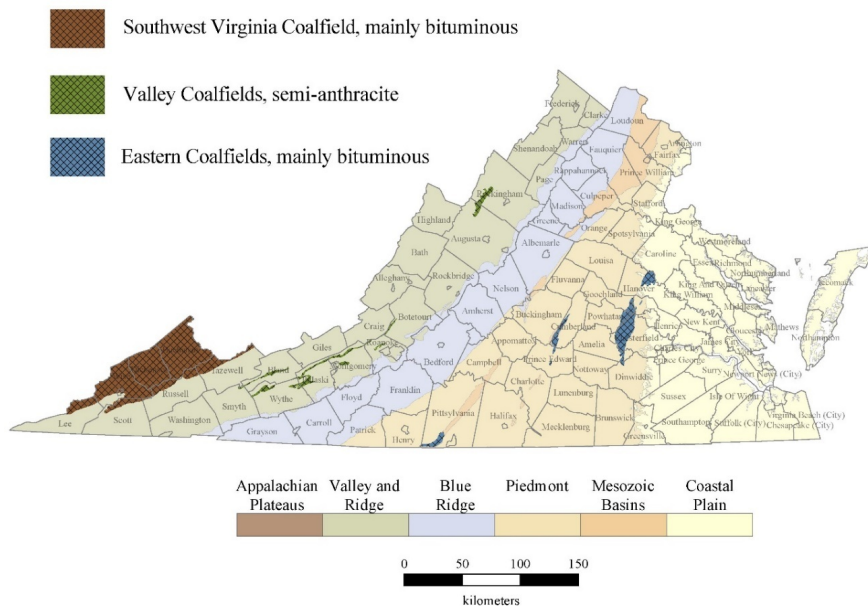 Southwest Virginia Coalfield, mainly bituminous
Valley Coalfields, semi-anthracite
Eastern Coalfields, mainly bituminous
Frederick
Clarke
Loudoun
Warren
Fauquier
Arlington
Fairfax
Shenandoah
Rappahannock
Prince William
Page
Culpeper
Stafford
Rockingham
Madison
Greene
King George
Highland
Orange
Spotsylvania
Westmoreland
Augusta
Albemarle
Caroline
Essex
Richmond
Bath
Louisa
Northumberland
Accomack
Rockbridge
Fluvanna
Hanover
King And Queen
Lancaster
Alleghany
Nelson
Goochland
King William
Middlesex
Botetourt
Amherst
Buckingham
Powhatan
Henrico
New Kent
Gloucester
Mathews
Craig
Cumberland
Northampton
Roanoke
Appomattox
Amelia
Chesterfield
Charles City
James City
Giles
Bedford
Prince Edward
Prince George
Tazewell
Bland
Montgomery
Campbell
Nottoway
Surry
Newport News (City)
Russell
Pulaski
Franklin
Charlotte
Dinwiddie
Wythe
Floyd
Lunenburg
Sussex
Isle Of Wight
Smyth
Pittsylvania
Virginia Beach (City)
Lee
Scott
Washington
Grayson
Carroll
Patrick
Henry
Halifax
Mecklenburg
Brunswick
Greensville
Southampton
Suffolk (City)
Chesapeake (City)
Appalachian
Plateaus
Valley and
Ridge
Blue
Ridge
Piedmont
Mesozoic
Basins
Coastal
Plain
0 50 100 150
kilometers